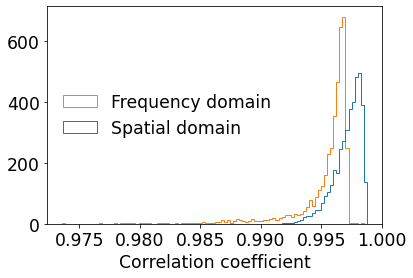 600
400
200
0
Frequency domain
Spatial domain
0.975 0.980 0.985 0.990 0.995 1.000
Correlation coefficient